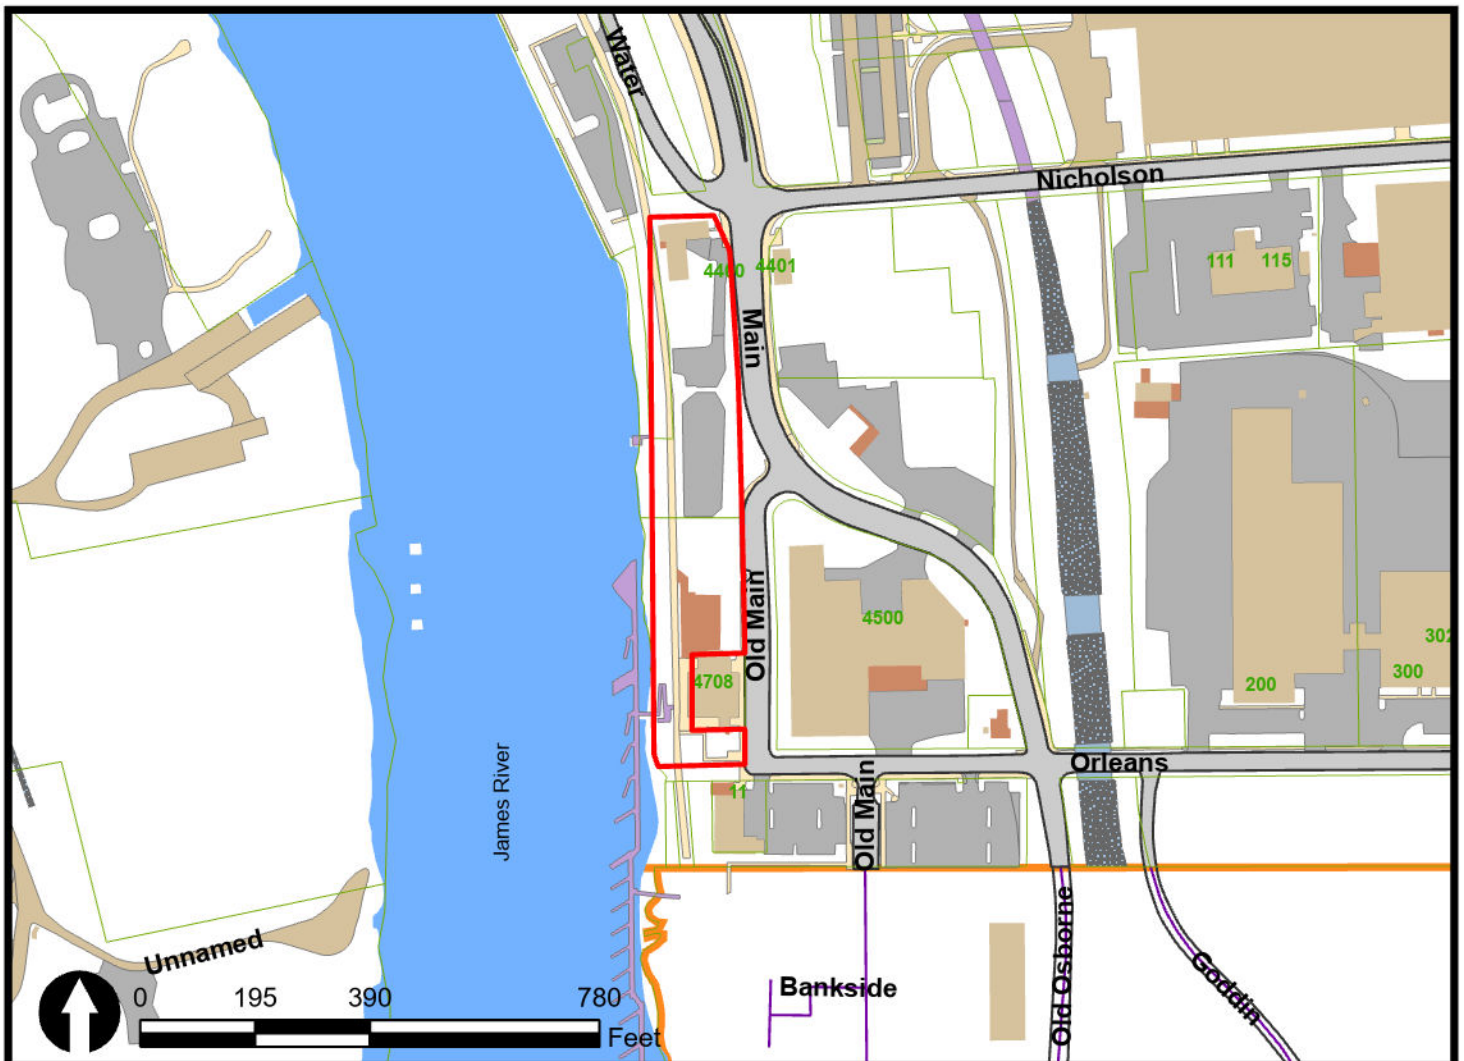 Water
Nicholson
4400
4401
111
115
Main
Old Main
4500
4708
200
300
302
Orleans
11
Old Main
James River
Unnamed
Bankside
Old Osborne
Goddin
0
195
390
780
Feet